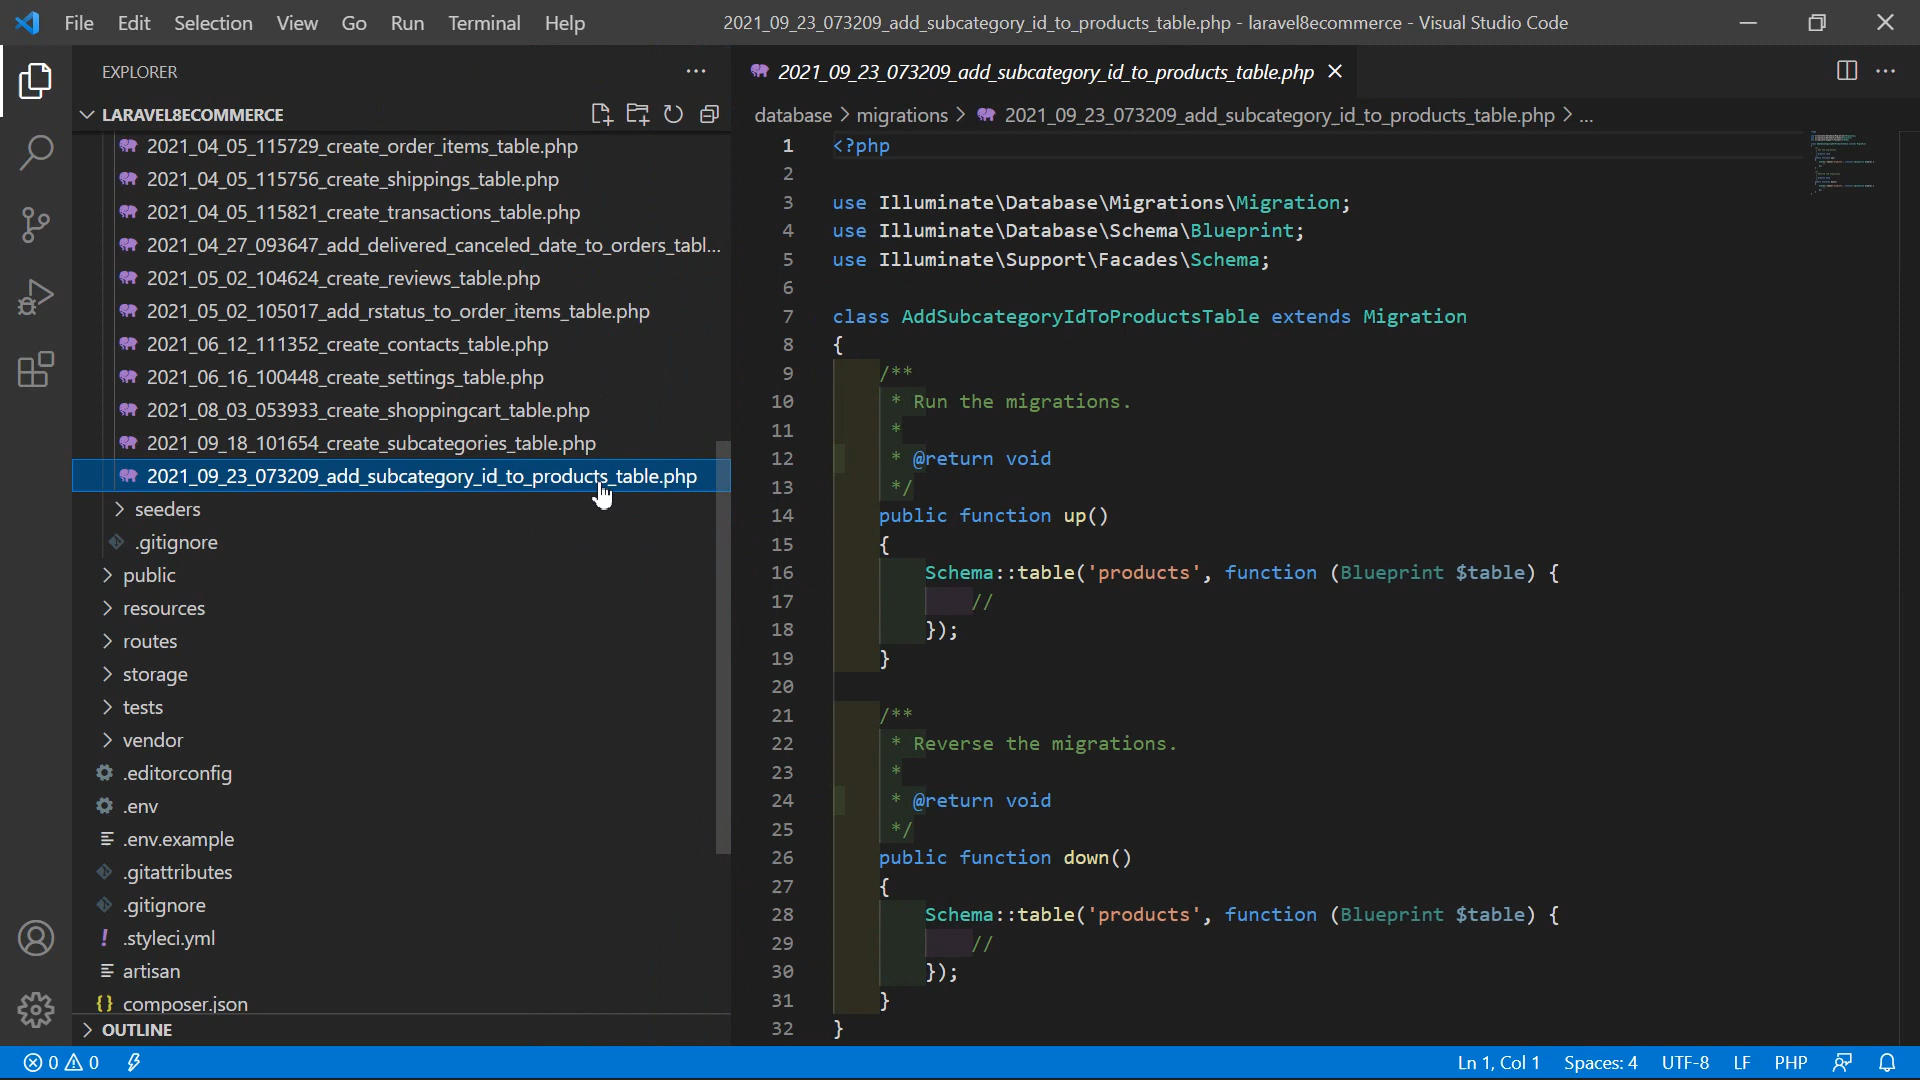 File Edit Selection View Go Run Terminal Help
2021_09_23_073209_add_subcategory_id_to_products_table.php - laravel8ecommerce - Visual Studio Code
EXPLORER
LARAVEL8ECOMMERCE
2021_04_05_115729_create_order_items_table.php
2021_04_05_115756_create_shippings_table.php
2021_04_05_115821_create_transactions_table.php
2021_04_27_093647_add_delivered_canceled_date_to_orders_tabl...
2021_05_02_104624_create_reviews_table.php
2021_05_02_105017_add_rstatus_to_order_items_table.php
2021_06_12_111352_create_contacts_table.php
2021_06_16_100448_create_settings_table.php
2021_08_03_053933_create_shoppingcart_table.php
2021_09_18_101654_create_subcategories_table.php
2021_09_23_073209_add_subcategory_id_to_products_table.php
seeders
.gitignore
public
resources
routes
storage
tests
vendor
.editorconfig
.env
.env.example
.gitattributes
.gitignore
.styleci.yml
artisan
composer.json
OUTLINE
2021_09_23_073209_add_subcategory_id_to_products_table.php
database > migrations > 2021_09_23_073209_add_subcategory_id_to_products_table.php > ...
1 <?php
2
3 use Illuminate\Database\Migrations\Migration;
4 use Illuminate\Database\Schema\Blueprint;
5 use Illuminate\Support\Facades\Schema;
6
7 class AddSubcategoryIdToProductsTable extends Migration
8 {
9 /**
10 * Run the migrations.
11 *
12 * @return void
13 */
14 public function up()
15 {
16 Schema::table('products', function (Blueprint $table) {
17 //
18 });
19 }
20
21 /**
22 * Reverse the migrations.
23 *
24 * @return void
25 */
26 public function down()
27 {
28 Schema::table('products', function (Blueprint $table) {
29 //
30 });
31 }
32 }
0 0
Ln 1, Col 1 Spaces: 4 UTF-8 LF PHP